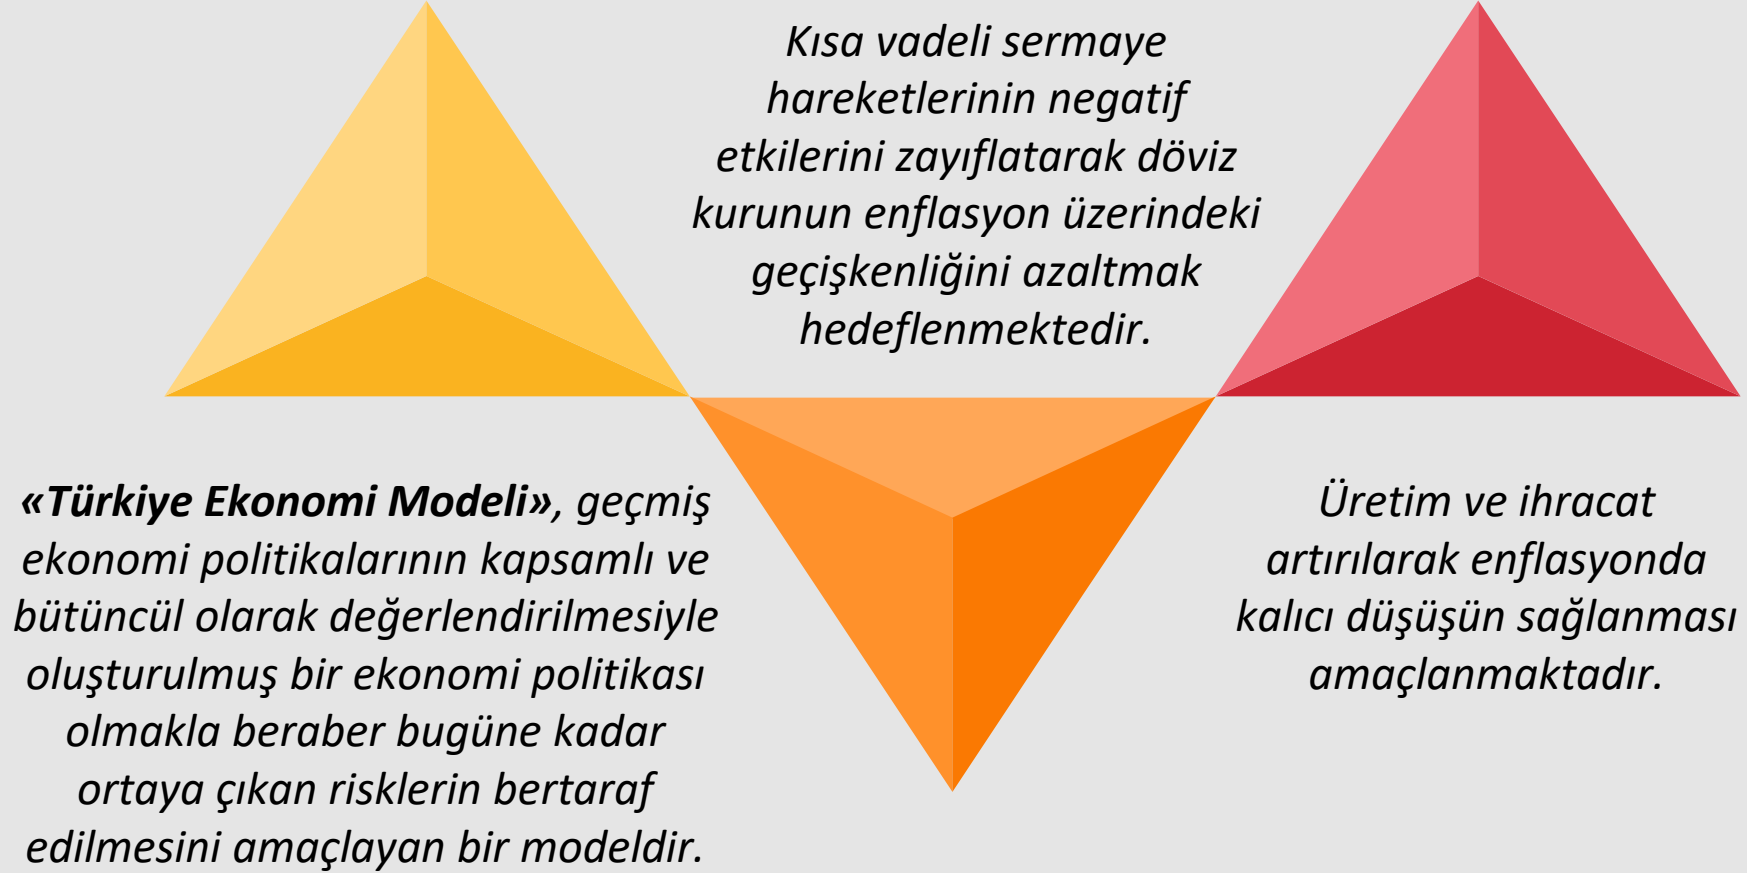 Kısa vadeli sermaye
hareketlerinin negatif
etkilerini zayıflatarak döviz
kurunun enflasyon üzerindeki
geçişkenliğini azaltmak
hedeflenmektedir.
«Türkiye Ekonomi Modeli», geçmiş
ekonomi politikalarının kapsamlı ve
bütüncül olarak değerlendirilmesiyle
oluşturulmuş bir ekonomi politikası
olmakla beraber bugüne kadar
ortaya çıkan risklerin bertaraf
edilmesini amaçlayan bir modeldir.
Üretim ve ihracat
artırılarak enflasyonda
kalıcı düşüşün sağlanması
amaçlanmaktadır.